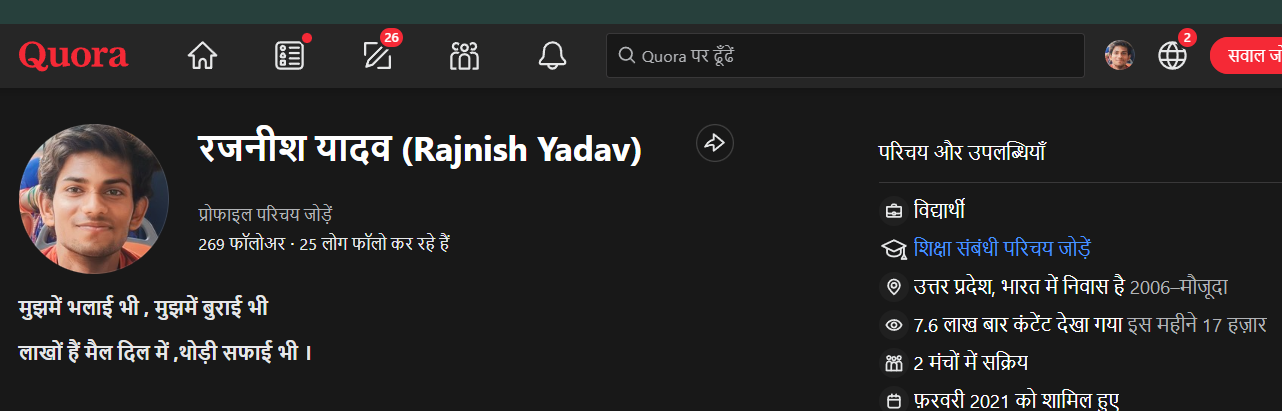 Quora
26
Quora पर ढूँढें
2
सवाल जो
रजनीश यादव (Rajnish Yadav)
प्रोफाइल परिचय जोड़ें
269 फॉलोअर · 25 लोग फॉलो कर रहे हैं
मुझमें भलाई भी , मुझमें बुराई भी
लाखों हैं मैल दिल में ,थोड़ी सफाई भी ।
परिचय और उपलब्धियाँ
विद्यार्थी
शिक्षा संबंधी परिचय जोड़ें
उत्तर प्रदेश, भारत में निवास है 2006–मौजूदा
7.6 लाख बार कंटेंट देखा गया इस महीने 17 हज़ार
2 मंचों में सक्रिय
फ़रवरी 2021 को शामिल हुए